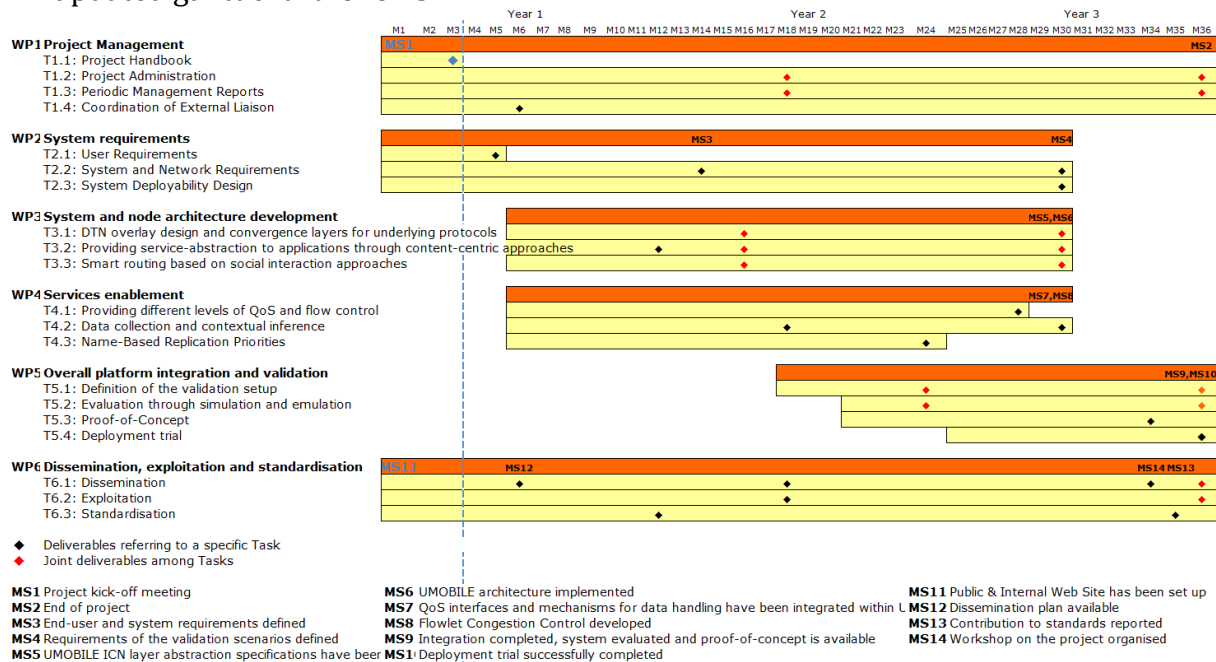 Year 1 Year 2 Year 3
M1 M2 M3 M4 M5 M6 M7 M8 M9 M10 M11 M12 M13 M14 M15 M16 M17 M18 M19 M20 M21 M22 M23 M24 M25 M26 M27 M28 M29 M30 M31 M32 M33 M34 M35 M36
WP1 Project Management MS1 MS2
T1.1: Project Handbook
T1.2: Project Administration
T1.3: Periodic Management Reports
T1.4: Coordination of External Liaison
WP2 System requirements MS3 MS4
T2.1: User Requirements
T2.2: System and Network Requirements
T2.3: System Deployability Design
WP3 System and node architecture development MS5,MS6
T3.1: DTN overlay design and convergence layers for underlying protocols
T3.2: Providing service-abstraction to applications through content-centric approaches
T3.3: Smart routing based on social interaction approaches
WP4 Services enablement MS7,MS8
T4.1: Providing different levels of QoS and flow control
T4.2: Data collection and contextual inference
T4.3: Name-Based Replication Priorities
WP5 Overall platform integration and validation MS9,MS10
T5.1: Definition of the validation setup
T5.2: Evaluation through simulation and emulation
T5.3: Proof-of-Concept
T5.4: Deployment trial
WP6 Dissemination, exploitation and standardisation MS11 MS12 MS14 MS13
T6.1: Dissemination
T6.2: Exploitation
T6.3: Standardisation
Deliverables referring to a specific Task
Joint deliverables among Tasks
MS1 Project kick-off meeting MS6 UMOBILE architecture implemented MS11 Public & Internal Web Site has been set up
MS2 End of project MS7 QoS interfaces and mechanisms for data handling have been integrated within U MS12 Dissemination plan available
MS3 End-user and system requirements defined MS8 Flowlet Congestion Control developed MS13 Contribution to standards reported
MS4 Requirements of the validation scenarios defined MS9 Integration completed, system evaluated and proof-of-concept is available MS14 Workshop on the project organised
MS5 UMOBILE ICN layer abstraction specifications have been MS1 Deployment trial successfully completed